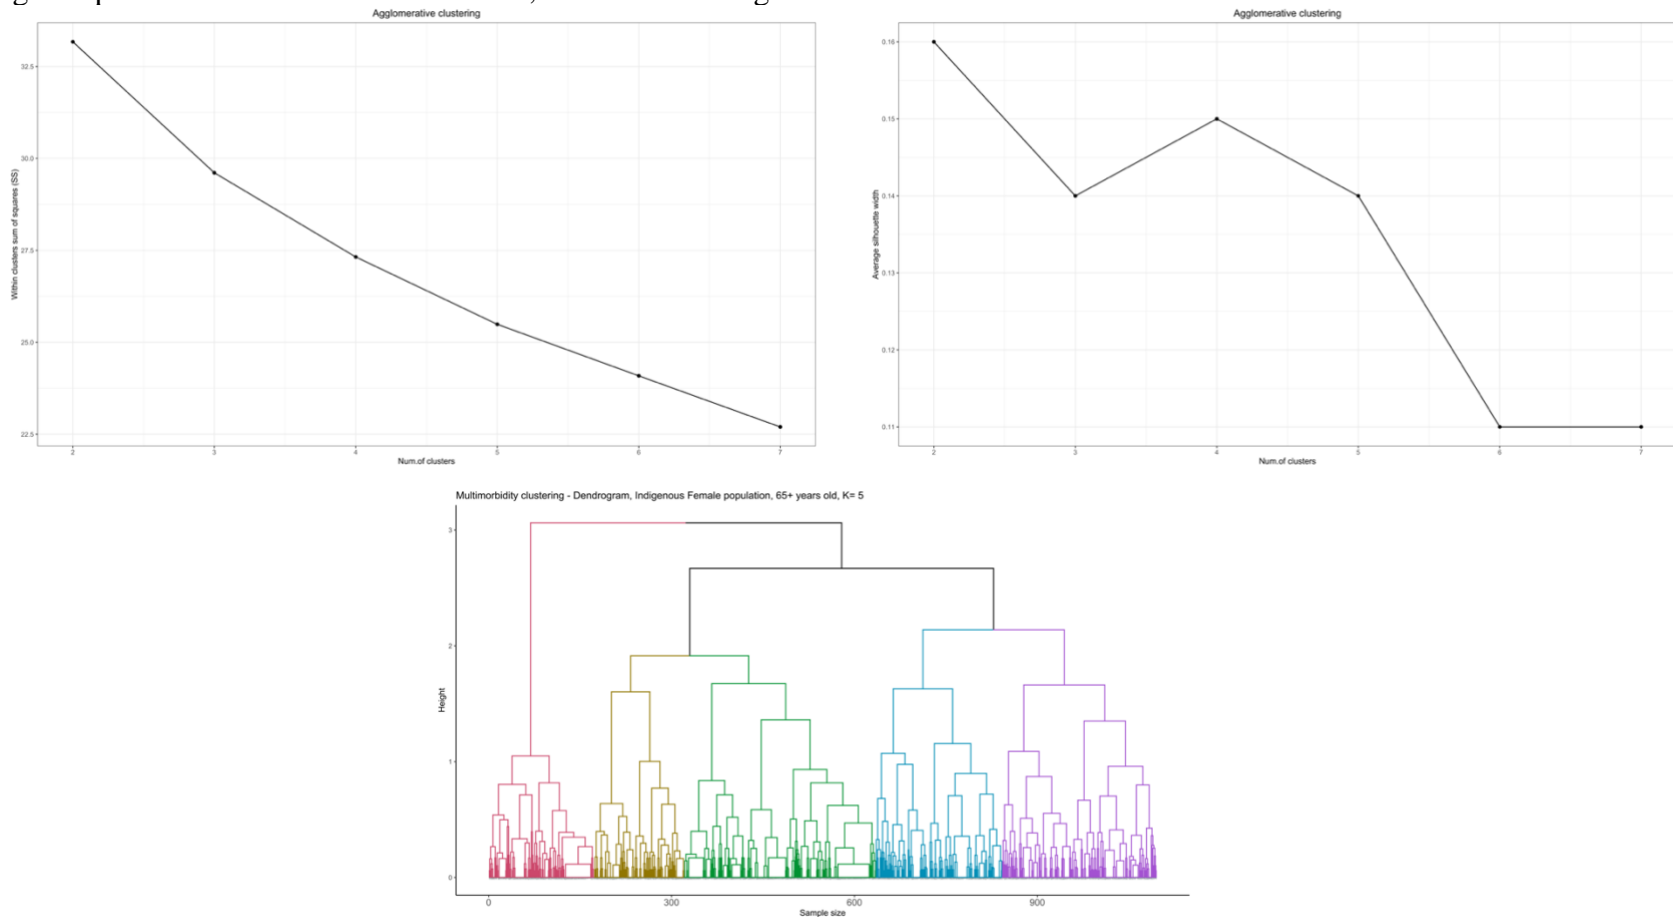 Agglomerative clustering
Within clusters sum of squares (SS)
32.5
30.0
27.5
25.0
22.5
2 3 4 5 6 7
Num.of clusters
Agglomerative clustering
Average silhouette width
0.16
0.15
0.14
0.13
0.12
0.11
2 3 4 5 6 7
Num.of clusters
Multimorbidity clustering - Dendrogram, Indigenous Female population, 65+ years old, K= 5
Height
3
2
1
0
0 300 600 900
Sample size